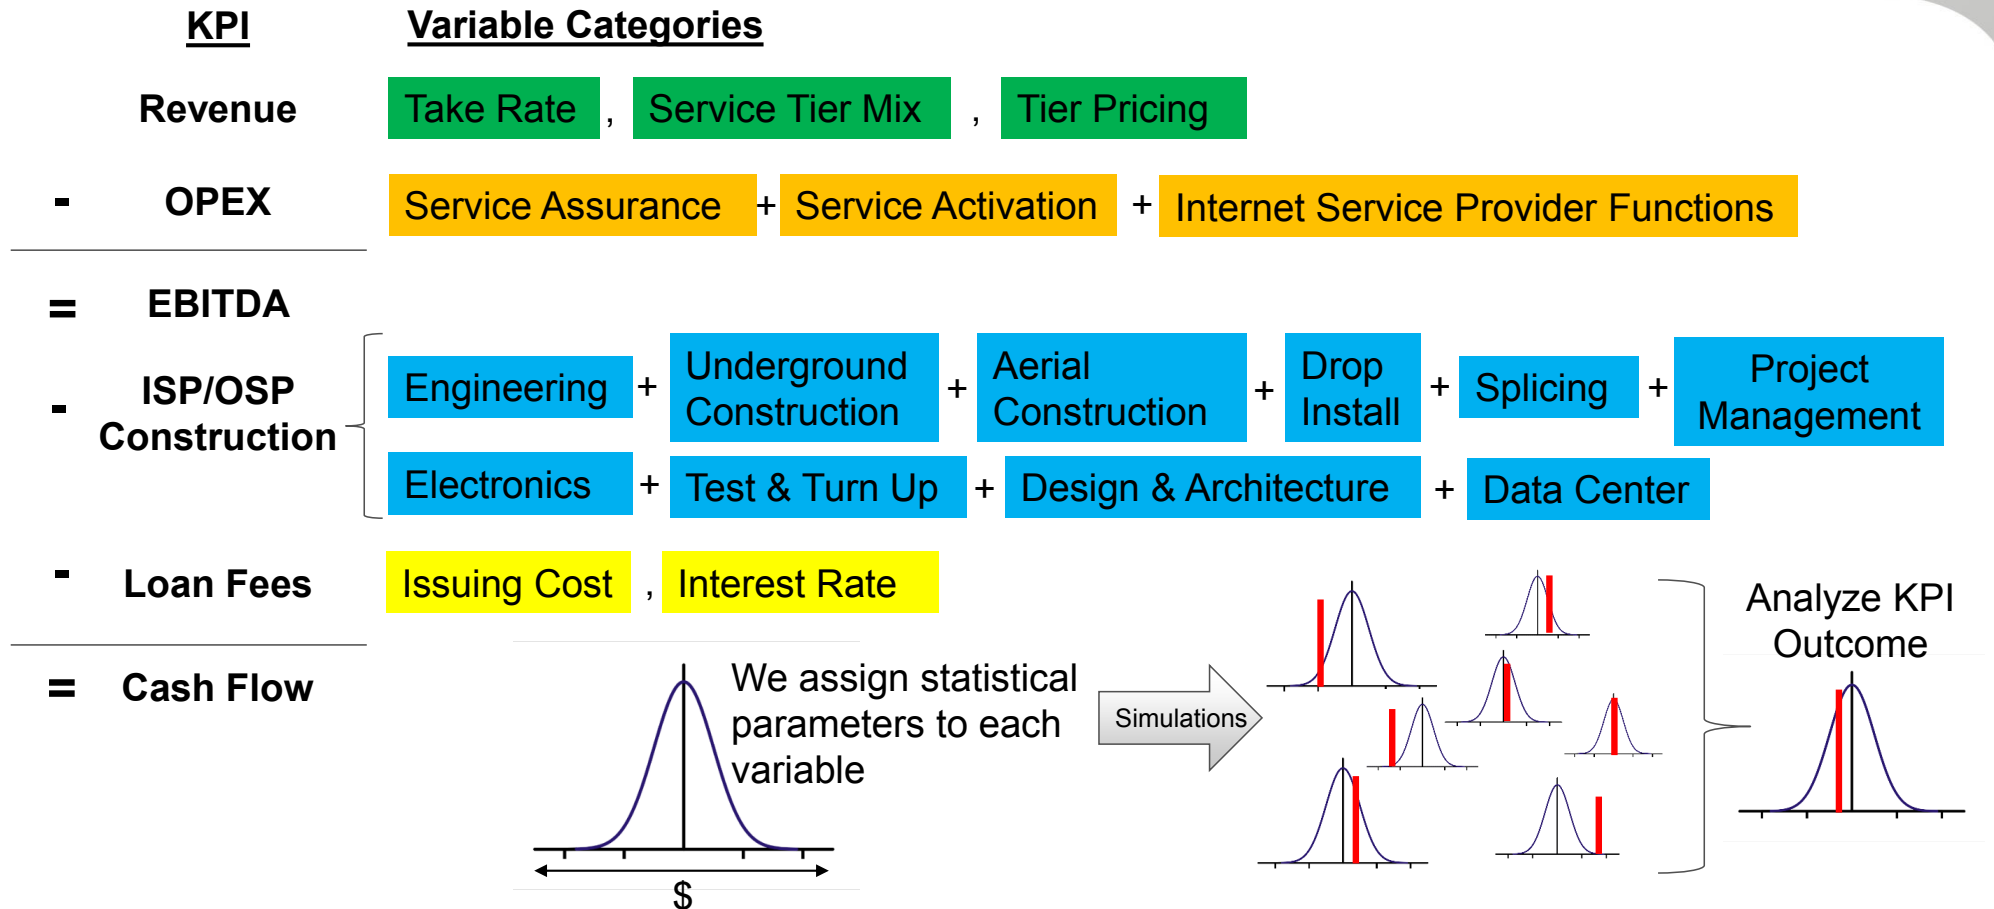 KPI Variable Categories
Revenue Take Rate , Service Tier Mix , Tier Pricing
- OPEX Service Assurance + Service Activation + Internet Service Provider Functions
= EBITDA
- ISP/OSP
Construction
Engineering + Underground
Construction + Aerial
Construction + Drop
Install + Splicing + Project
Management
Electronics + Test & Turn Up + Design & Architecture + Data Center
- Loan Fees Issuing Cost , Interest Rate
= Cash Flow
We assign statistical
parameters to each
variable
$
Simulations
Analyze KPI
Outcome